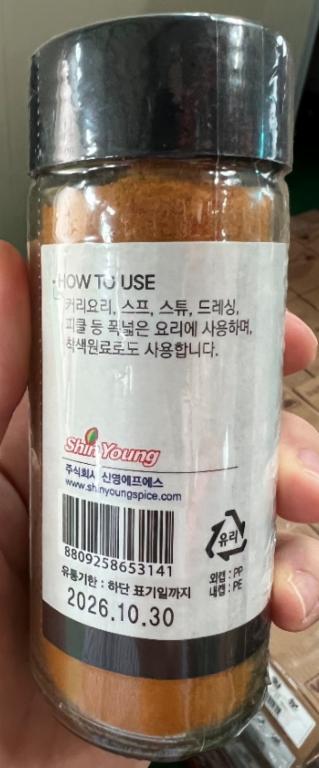 HOW TO USE
커리요리, 스프, 스튜, 드레싱,
피클 등 폭넓은 요리에 사용하며,
착색원료로도 사용합니다.
Shin Young
주식회사 신영에프에스
www.shinyoungspice.com
8809258653141
유리
외캡 : PP
내캡 : PE
유통기한 : 하단 표기일까지
2026.10.30